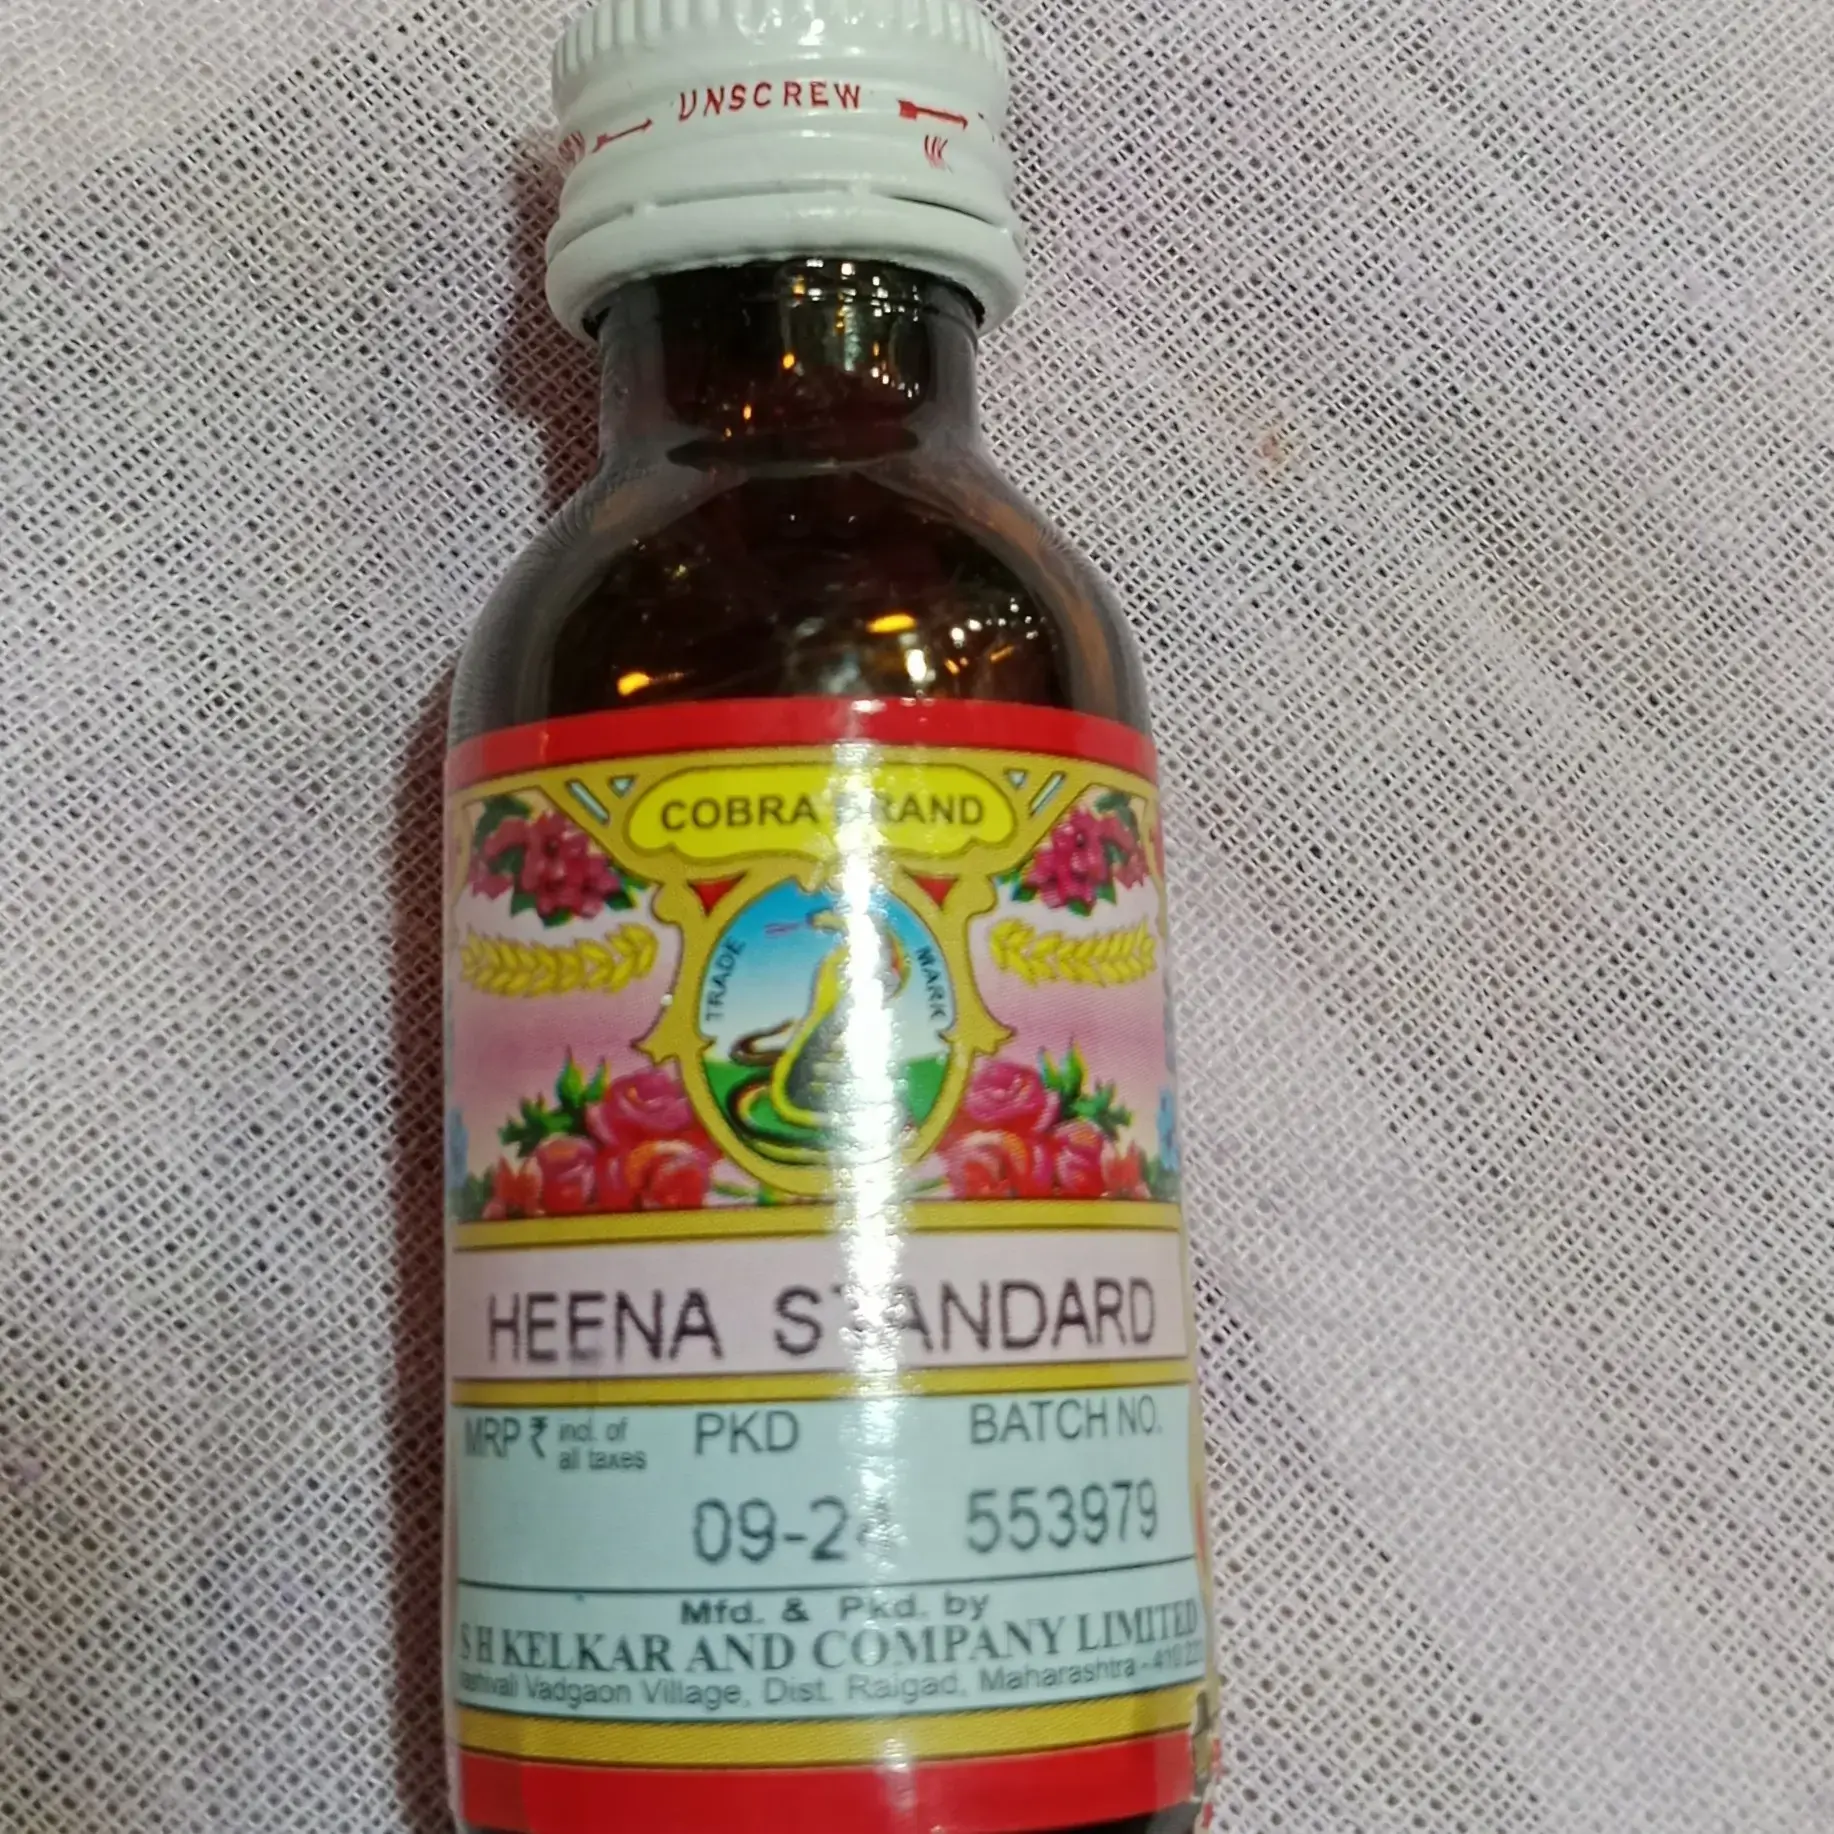 UNSCREW
COBRA BRAND
TRADE MARK
HEENA STANDARD
MRP ₹ incl. of all taxes PKD BATCH NO.
553979
Mfd. & Pkd. by
S H KELKAR AND COMPANY LIMITED
Vadgaon Village, Dist. Raigad, Maharashtra -